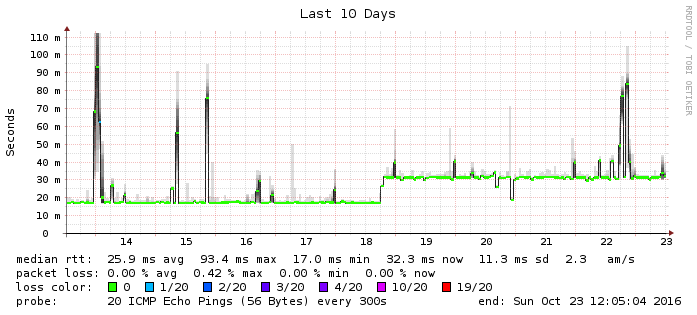 Last 10 Days
RRDTOOL / TOBI OETIKER
Seconds
110 m
100 m
90 m
80 m
70 m
60 m
50 m
40 m
30 m
20 m
10 m
0
14 15 16 17 18 19 20 21 22 23
median rtt: 25.9 ms avg 93.4 ms max 17.0 ms min 32.3 ms now 11.3 ms sd 2.3 am/s
packet loss: 0.00 % avg 0.42 % max 0.00 % min 0.00 % now
loss color: 0 1/20 2/20 3/20 4/20 10/20 19/20
probe: 20 ICMP Echo Pings (56 Bytes) every 300s end: Sun Oct 23 12:05:04 2016